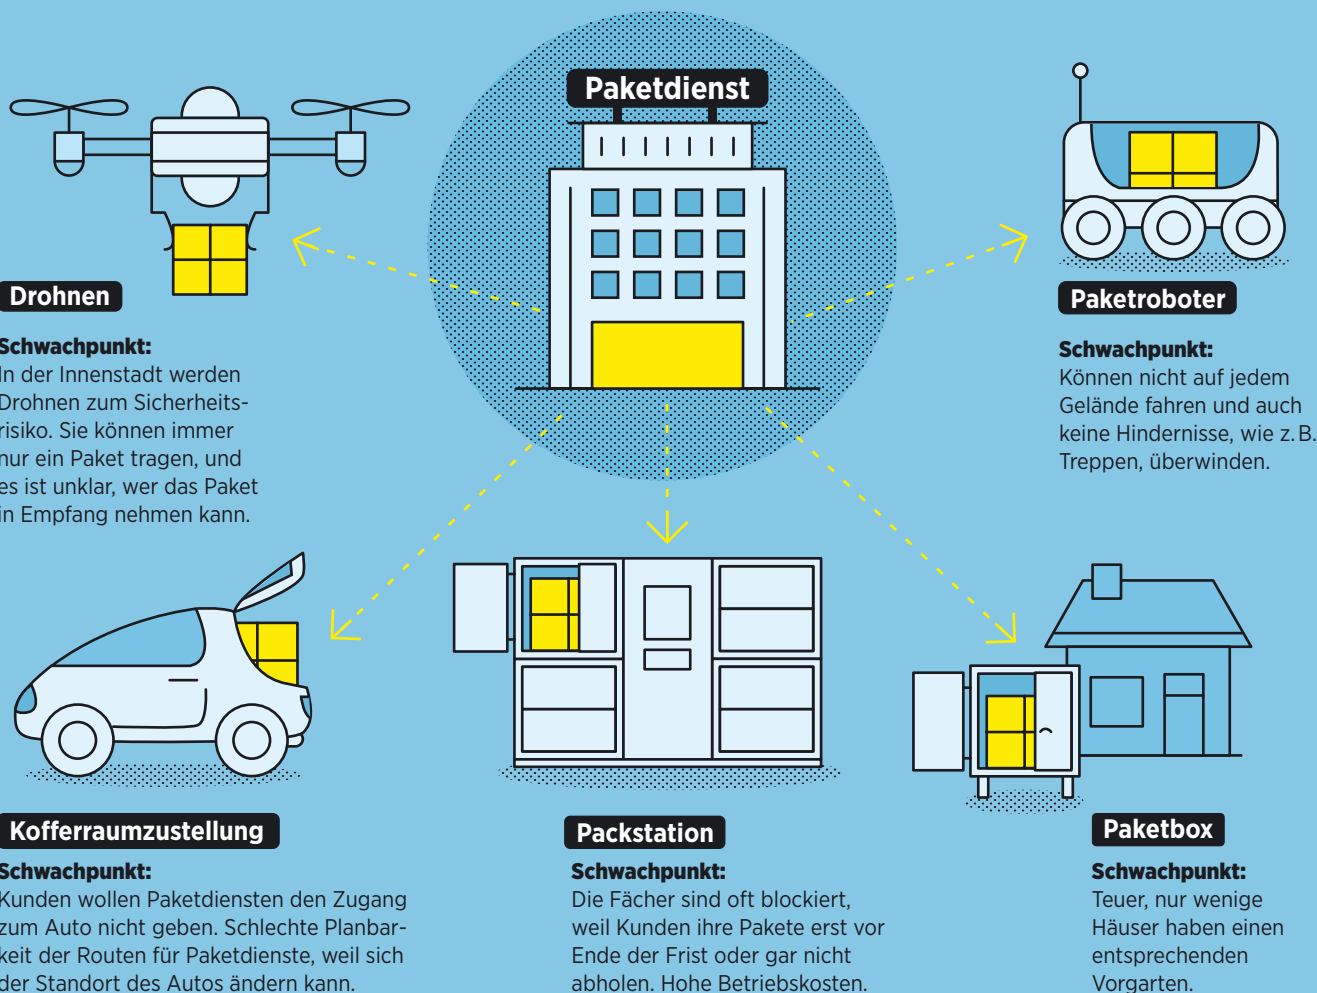 Paketdienst
Drohnen
Schwachpunkt:
In der Innenstadt werden
Drohnen zum Sicherheits-
risiko. Sie können immer
nur ein Paket tragen, und
es ist unklar, wer das Paket
in Empfang nehmen kann.
Paketroboter
Schwachpunkt:
Können nicht auf jedem
Gelände fahren und auch
keine Hindernisse, wie z. B.
Treppen, überwinden.
Kofferraumzustellung
Schwachpunkt:
Kunden wollen Paketdiensten den Zugang
zum Auto nicht geben. Schlechte Planbar-
keit der Routen für Paketdienste, weil sich
der Standort des Autos ändern kann.
Packstation
Schwachpunkt:
Die Fächer sind oft blockiert,
weil Kunden ihre Pakete erst vor
Ende der Frist oder gar nicht
abholen. Hohe Betriebskosten.
Paketbox
Schwachpunkt:
Teuer, nur wenige
Häuser haben einen
entsprechenden
Vorgarten.